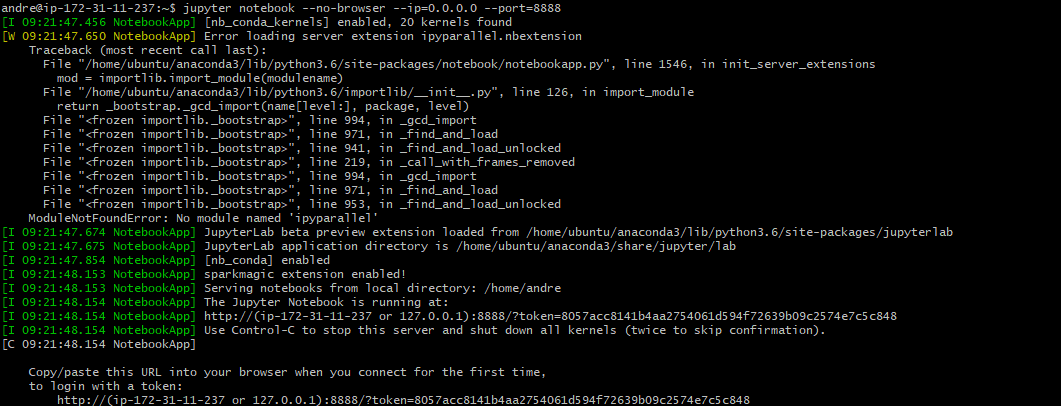 andre@ip-172-31-11-237:~$ jupyter notebook --no-browser --ip=0.0.0.0 --port=8888
[I 09:21:47.456 NotebookApp] [nb_conda_kernels] enabled, 20 kernels found
[W 09:21:47.650 NotebookApp] Error loading server extension ipyparallel.nbextension
    Traceback (most recent call last):
      File "/home/ubuntu/anaconda3/lib/python3.6/site-packages/notebook/notebookapp.py", line 1546, in init_server_extensions
        mod = importlib.import_module(modulename)
      File "/home/ubuntu/anaconda3/lib/python3.6/importlib/__init__.py", line 126, in import_module
        return _bootstrap._gcd_import(name[level:], package, level)
      File "<frozen importlib._bootstrap>", line 994, in _gcd_import
      File "<frozen importlib._bootstrap>", line 971, in _find_and_load
      File "<frozen importlib._bootstrap>", line 941, in _find_and_load_unlocked
      File "<frozen importlib._bootstrap>", line 219, in _call_with_frames_removed
      File "<frozen importlib._bootstrap>", line 994, in _gcd_import
      File "<frozen importlib._bootstrap>", line 971, in _find_and_load
      File "<frozen importlib._bootstrap>", line 953, in _find_and_load_unlocked
    ModuleNotFoundError: No module named 'ipyparallel'
[I 09:21:47.674 NotebookApp] JupyterLab beta preview extension loaded from /home/ubuntu/anaconda3/lib/python3.6/site-packages/jupyterlab
[I 09:21:47.675 NotebookApp] JupyterLab application directory is /home/ubuntu/anaconda3/share/jupyter/lab
[I 09:21:47.854 NotebookApp] [nb_conda] enabled
[I 09:21:48.153 NotebookApp] sparkmagic extension enabled!
[I 09:21:48.153 NotebookApp] Serving notebooks from local directory: /home/andre
[I 09:21:48.154 NotebookApp] The Jupyter Notebook is running at:
[I 09:21:48.154 NotebookApp] http://(ip-172-31-11-237 or 127.0.0.1):8888/?token=8057acc8141b4aa2754061d594f72639b09c2574e7c5c848
[I 09:21:48.154 NotebookApp] Use Control-C to stop this server and shut down all kernels (twice to skip confirmation).
[C 09:21:48.154 NotebookApp]
    Copy/paste this URL into your browser when you connect for the first time,
    to login with a token:
        http://(ip-172-31-11-237 or 127.0.0.1):8888/?token=8057acc8141b4aa2754061d594f72639b09c2574e7c5c848